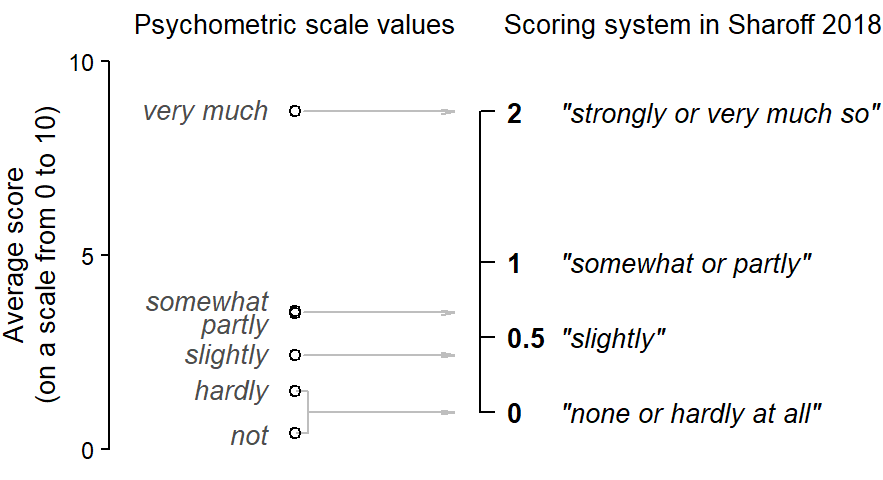 Psychometric scale values
Scoring system in Sharoff 2018
Average score
(on a scale from 0 to 10)
10
5
0
very much
somewhat
partly
slightly
hardly
not
2 "strongly or very much so"
1 "somewhat or partly"
0.5 "slightly"
0 "none or hardly at all"